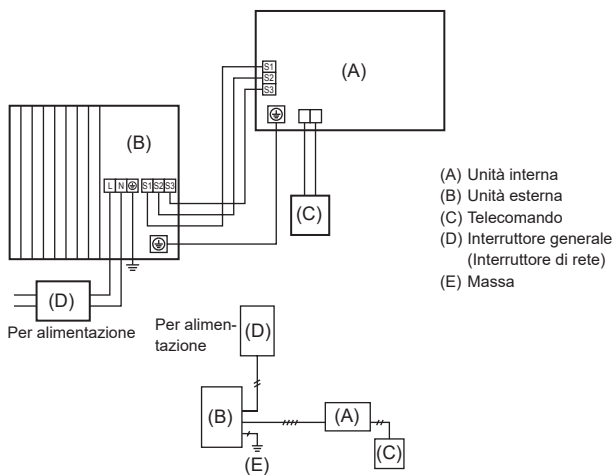 (A)
S1
S2
S3
(B)
L N S1 S2 S3
(C)
(D)
Per alimentazione
(A) Unità interna
(B) Unità esterna
(C) Telecomando
(D) Interruttore generale
(Interruttore di rete)
(E) Massa
Per alimen-
tazione
(D)
(B)
(A)
(E)
(C)